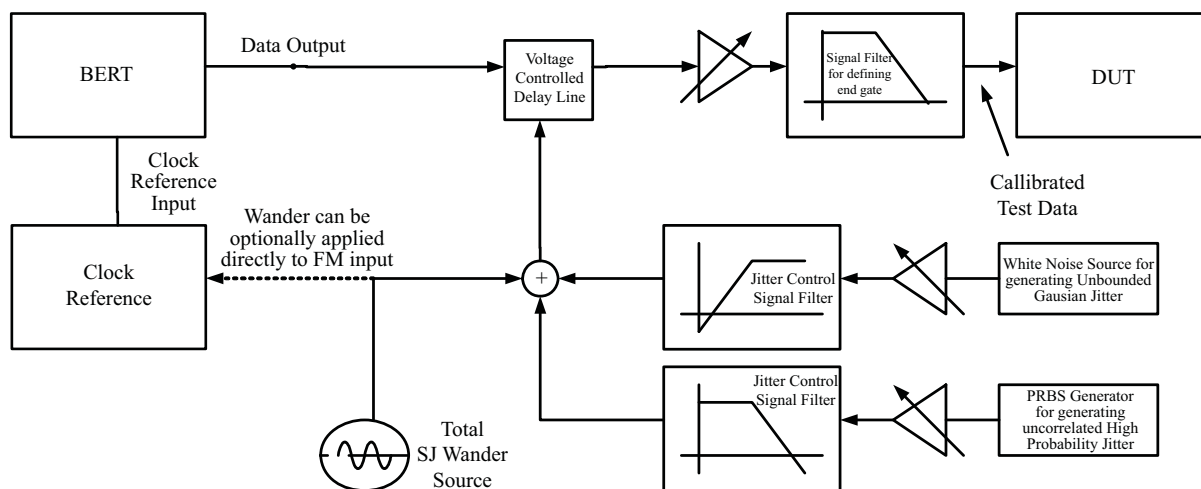 BERT
Data Output
Voltage
Controlled
Delay Line
Signal Filter
for defining
end gate
DUT
Clock
Reference
Input
Callibrated
Test Data
Wander can be
optionally applied
directly to FM input
Clock
Reference
+
Jitter Control
Signal Filter
White Noise Source for
generating Unbounded
Gausian Jitter
Jitter Control
Signal Filter
PRBS Generator
for generating
uncorrelated High
Probability Jitter
Total
SJ Wander
Source